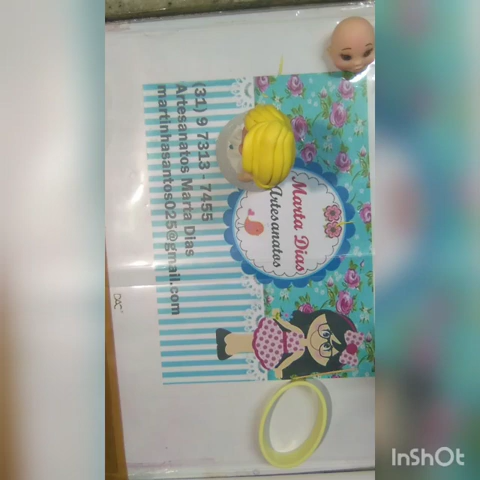 (31) 9 7313 - 7455
Artesanatos Marta Dias
martinhasantos025@gmail.com
Marta Dias
Artesanatos
InShOt